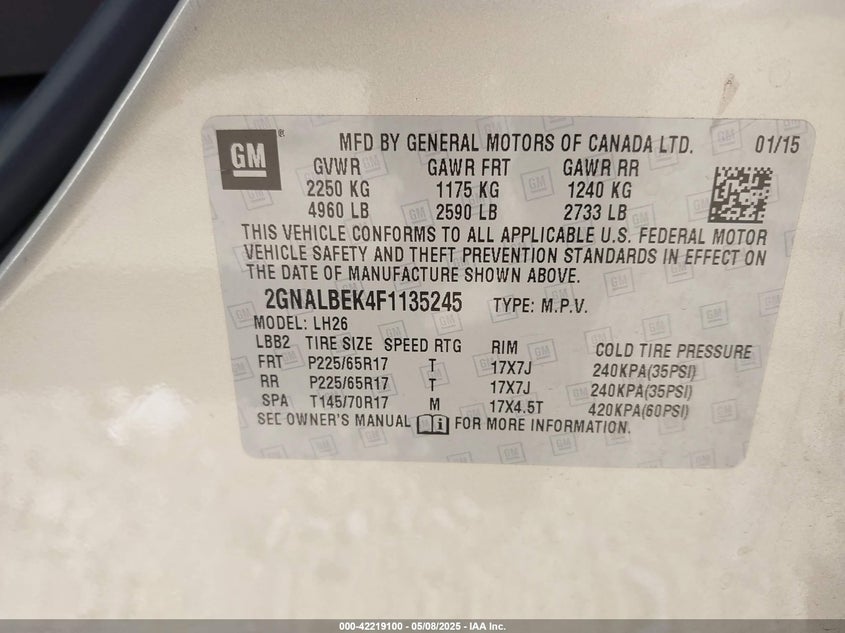 GM®
MFD BY GENERAL MOTORS OF CANADA LTD. 01/15
GVWR GAWR FRT GAWR RR
2250 KG 1175 KG 1240 KG
4960 LB 2590 LB 2733 LB
THIS VEHICLE CONFORMS TO ALL APPLICABLE U.S. FEDERAL MOTOR
VEHICLE SAFETY AND THEFT PREVENTION STANDARDS IN EFFECT ON
THE DATE OF MANUFACTURE SHOWN ABOVE.
2GNALBEK4F1135245 TYPE: M.P.V.
MODEL: LH26
LBB2 TIRE SIZE SPEED RTG RIM COLD TIRE PRESSURE
FRT P225/65R17 T 17X7J 240KPA(35PSI)
RR P225/65R17 T 17X7J 240KPA(35PSI)
SPA T145/70R17 M 17X4.5T 420KPA(60PSI)
SEE OWNER'S MANUAL FOR MORE INFORMATION.
000-42219100 - 05/08/2025 - IAA Inc.